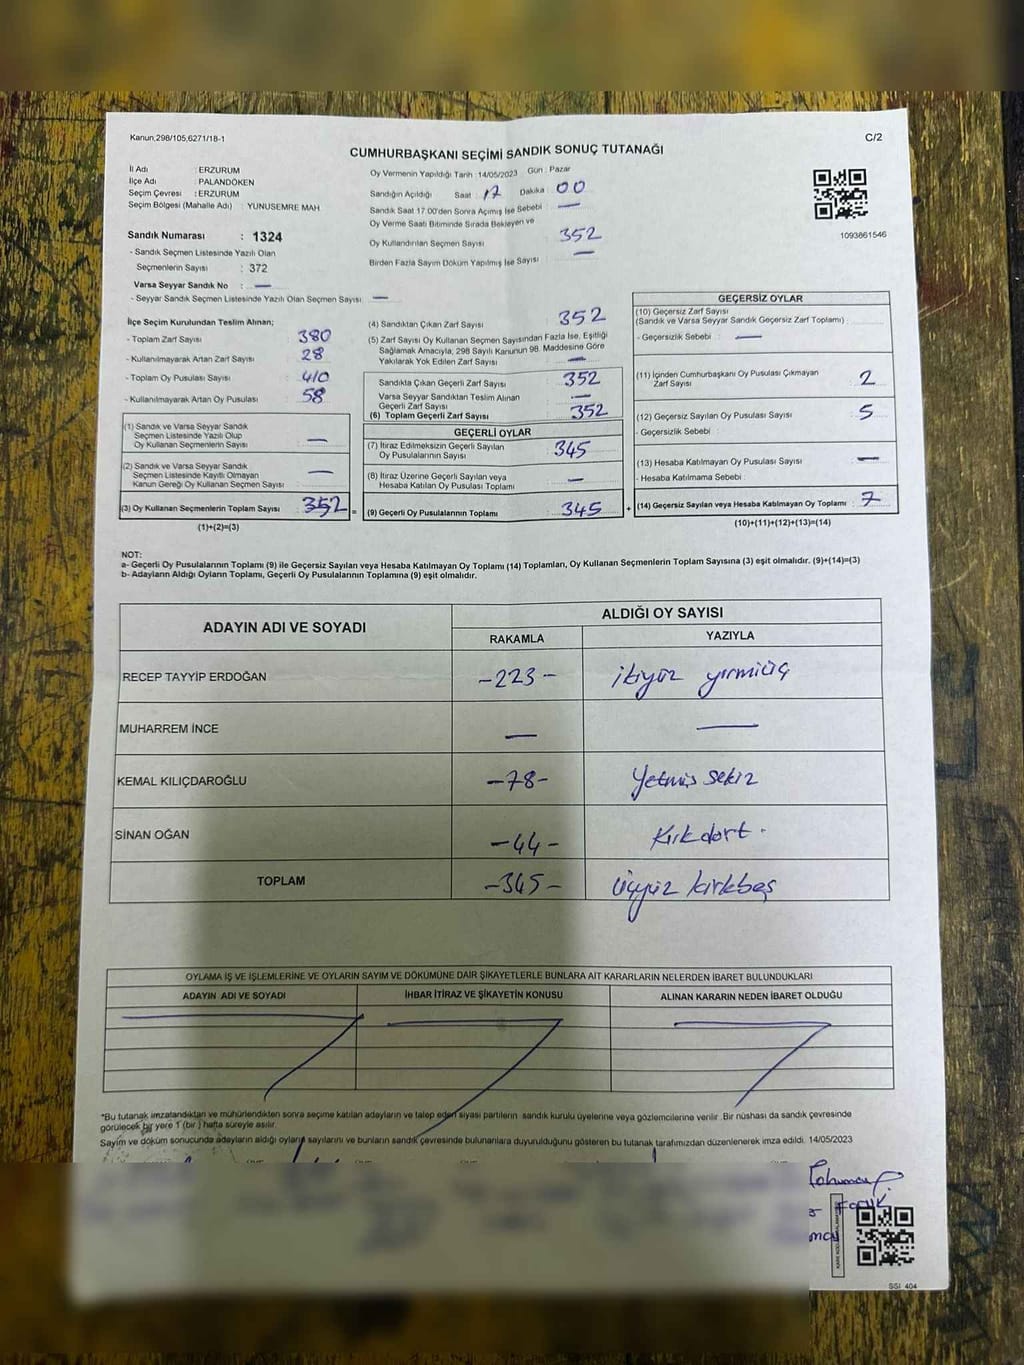 Kanun,298/105,6271/18-1
C/2
CUMHURBAŞKANI SEÇİMİ SANDIK SONUÇ TUTANAĞI
İl Adı : ERZURUM
İlçe Adı : PALANDÖKEN
Seçim Çevresi : ERZURUM
Seçim Bölgesi (Mahalle Adı) : YUNUSEMRE MAH
Sandık Numarası : 1324
- Sandık Seçmen Listesinde Yazılı Olan
Seçmenlerin Sayısı : 372
Varsa Seyyar Sandık No : —
- Seyyar Sandık Seçmen Listesinde Yazılı Olan Seçmen Sayısı : —
Oy Vermenin Yapıldığı Tarih :14/05/2023 Gün : Pazar
Sandığın Açıldığı Saat : 17 Dakika : 00
Sandık Saat 17.00'den Sonra Açımış İse Sebebi : —
Oy Verme Saati Bitiminde Sırada Bekleyen ve
Oy Kullandırılan Seçmen Sayısı : 352
Birden Fazla Sayım Döküm Yapılmış İse Sayısı : —
1093861546
İlçe Seçim Kurulundan Teslim Alınan;
- Toplam Zarf Sayısı : 380
- Kullanılmayarak Artan Zarf Sayısı : 28
- Toplam Oy Pusulası Sayısı : 410
- Kullanılmayarak Artan Oy Pusulası : 58
(1) Sandık ve Varsa Seyyar Sandık
Seçmen Listesinde Yazılı Olup
Oy Kullanan Seçmenlerin Sayısı : —
(2) Sandık ve Varsa Seyyar Sandık
Seçmen Listesinde Kayıtlı Olmayan
Kanun Gereği Oy Kullanan Seçmen Sayısı : —
(3) Oy Kullanan Seçmenlerin Toplam Sayısı : 352 =
(1)+(2)=(3)
(4) Sandıktan Çıkan Zarf Sayısı : 352
(5) Zarf Sayısı Oy Kullanan Seçmen Sayısından Fazla İse, Eşitliği
Sağlamak Amacıyla; 298 Sayılı Kanunun 98. Maddesine Göre
Yakılarak Yok Edilen Zarf Sayısı : —
Sandıkta Çıkan Geçerli Zarf Sayısı : 352
Varsa Seyyar Sandıktan Teslim Alınan
Geçerli Zarf Sayısı : —
(6) Toplam Geçerli Zarf Sayısı : 352
GEÇERLİ OYLAR
(7) İtiraz Edilmeksizin Geçerli Sayılan
Oy Pusulalarının Sayısı : 345
(8) İtiraz Üzerine Geçerli Sayılan veya
Hesaba Katılan Oy Pusulası Toplamı : —
(9) Geçerli Oy Pusulalarının Toplamı : 345 +
GEÇERSİZ OYLAR
(10) Geçersiz Zarf Sayısı
(Sandık ve Varsa Seyyar Sandık Geçersiz Zarf Toplamı) :
- Geçersizlik Sebebi : —
(11) İçinden Cumhurbaşkanı Oy Pusulası Çıkmayan
Zarf Sayısı : 2
(12) Geçersiz Sayılan Oy Pusulası Sayısı : 5
- Geçersizlik Sebebi :
(13) Hesaba Katılmayan Oy Pusulası Sayısı : —
- Hesaba Katılmama Sebebi :
(14) Geçersiz Sayılan veya Hesaba Katılmayan Oy Toplamı : 7
(10)+(11)+(12)+(13)=(14)
NOT:
a- Geçerli Oy Pusulalarının Toplamı (9) ile Geçersiz Sayılan veya Hesaba Katılmayan Oy Toplamı (14) Toplamları, Oy Kullanan Seçmenlerin Toplam Sayısına (3) eşit olmalıdır. (9)+(14)=(3)
b- Adayların Aldığı Oyların Toplamı, Geçerli Oy Pusulalarının Toplamına (9) eşit olmalıdır.
ADAYIN ADI VE SOYADI
ALDIĞI OY SAYISI
RAKAMLA YAZIYLA
RECEP TAYYİP ERDOĞAN -223- ikiyüz yirmiüç
MUHARREM İNCE — —
KEMAL KILIÇDAROĞLU -78- Yetmiş sekiz
SİNAN OĞAN -44- Kırkdört.
TOPLAM -345- üçyüz kırkbeş
OYLAMA İŞ VE İŞLEMLERİNE VE OYLARIN SAYIM VE DÖKÜMÜNE DAİR ŞİKAYETLERLE BUNLARA AİT KARARLARIN NELERDEN İBARET BULUNDUKLARI
ADAYIN ADI VE SOYADI İHBAR İTİRAZ VE ŞİKAYETİN KONUSU ALINAN KARARIN NEDEN İBARET OLDUĞU
*Bu tutanak imzalandıktan ve mühürlendikten sonra seçime katılan adayların ve talep eden siyasi partilerin sandık kurulu üyelerine veya gözlemcilerine verilir. Bir nüshası da sandık çevresinde
görülecek bir yere 1 (bir) hafta süreyle asılır.
Sayım ve döküm sonucunda adayların aldığı oyların sayılarını ve bunların sandık çevresinde bulunanlara duyurulduğunu gösteren bu tutanak tarafımızdan düzenlenerek imza edildi. 14/05/2023
SSI 404